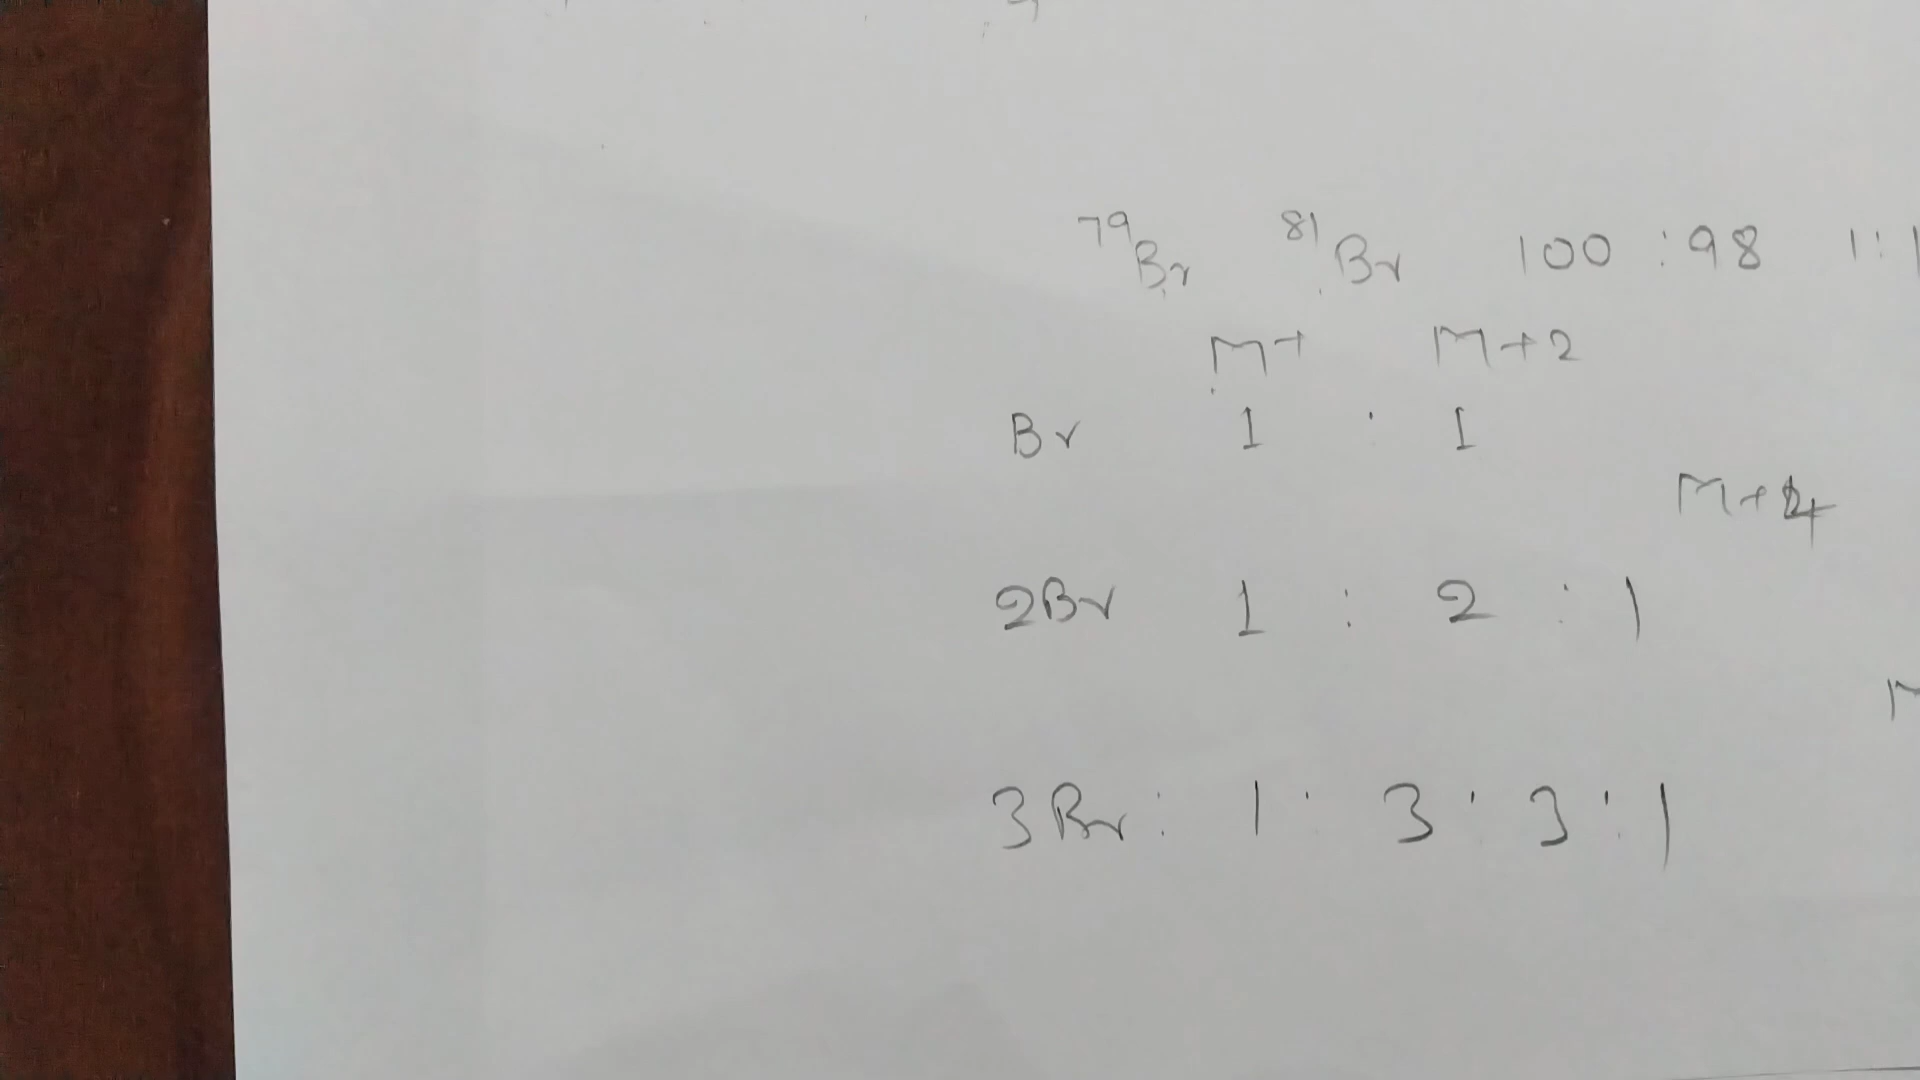 ⁷⁹Br ⁸¹Br 100 : 98 1 : 1
M+ M+2
Br 1 : 1
M+4
2Br 1 : 2 : 1
M
3Br : 1 : 3 : 3 : 1